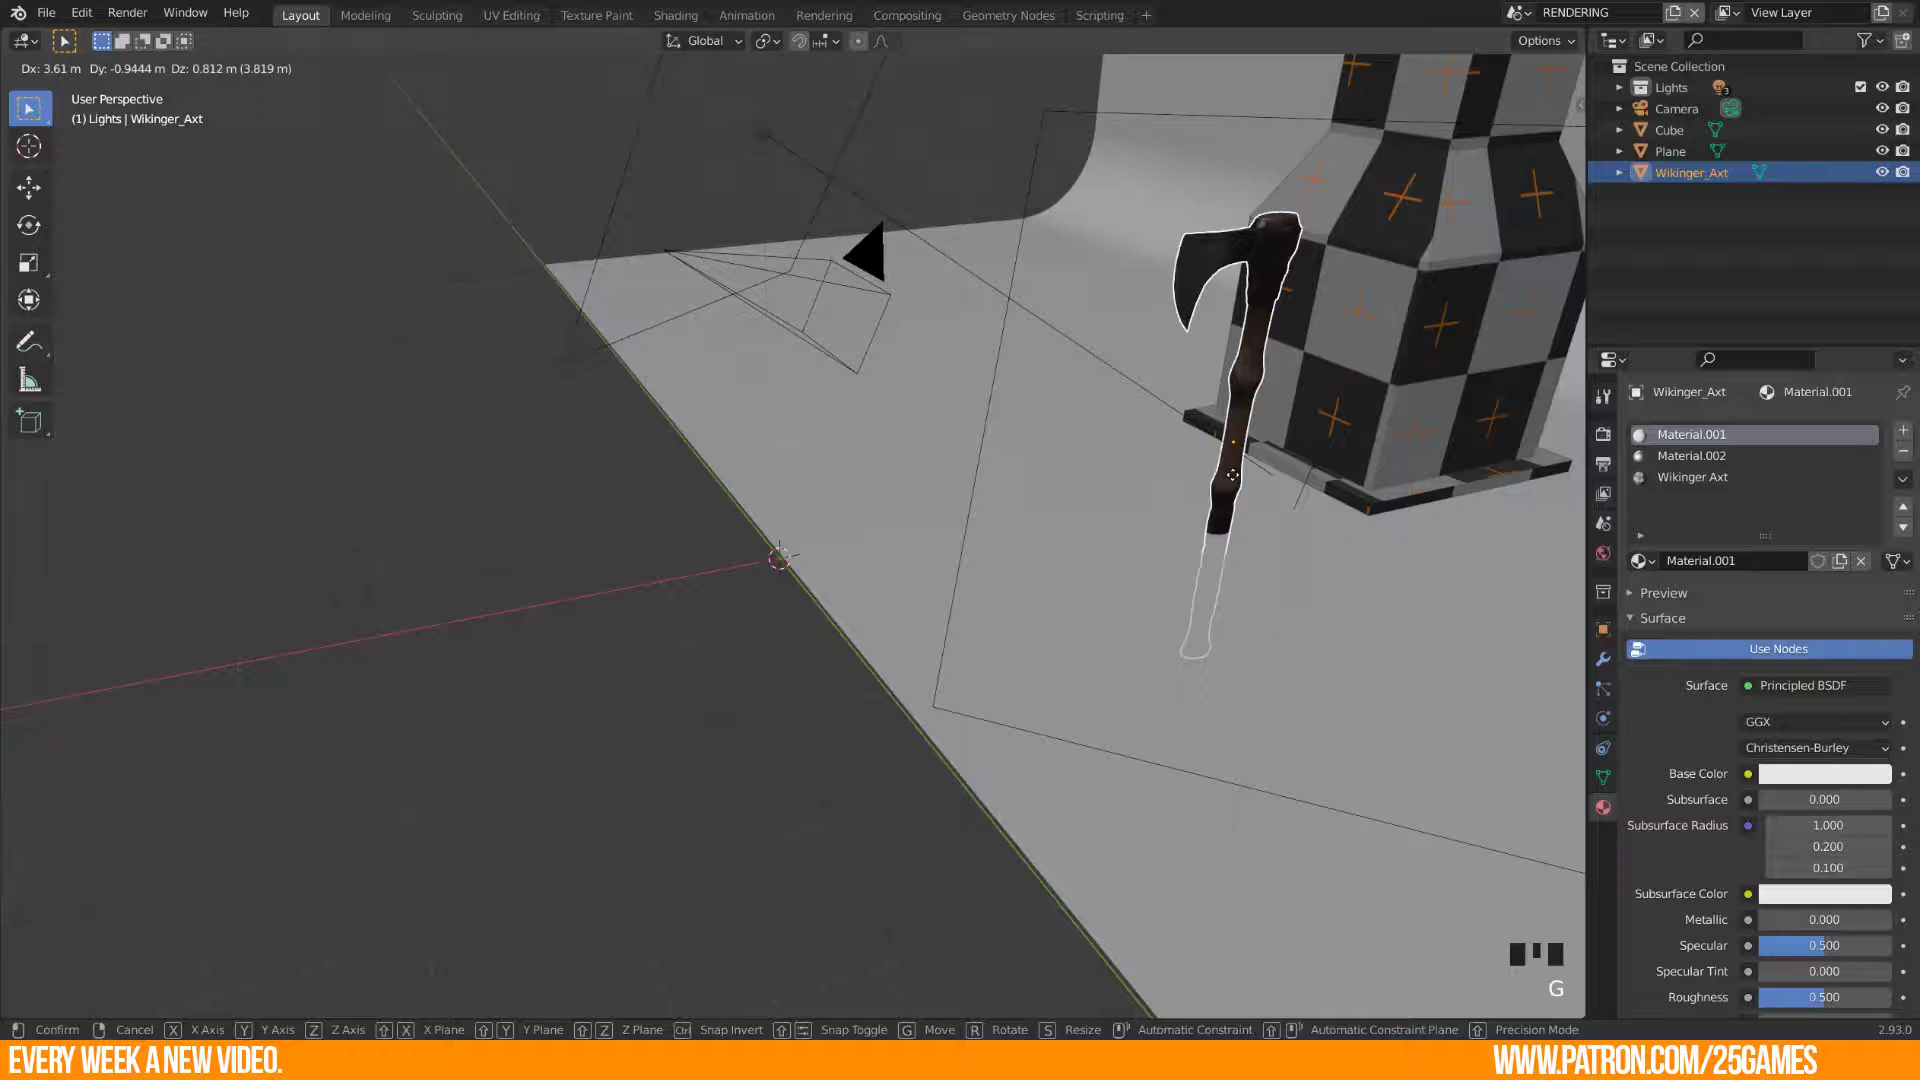 File Edit Render Window Help Layout Modeling Sculpting UV Editing Texture Paint Shading Animation Rendering Compositing Geometry Nodes Scripting + RENDERING View Layer
Global Options
Dx: 3.61 m Dy: -0.9444 m Dz: 0.812 m (3.819 m)
User Perspective
(1) Lights | Wikinger_Axt
Scene Collection
Lights 3
Camera
Cube
Plane
Wikinger_Axt
Wikinger_Axt Material.001
Material.001
Material.002
Wikinger Axt
Material.001
Preview
Surface
Use Nodes
Surface Principled BSDF
GGX
Christensen-Burley
Base Color
Subsurface 0.000
Subsurface Radius 1.000
0.200
0.100
Subsurface Color
Metallic 0.000
Specular 0.500
Specular Tint 0.000
Roughness 0.500
G
Confirm Cancel X X Axis Y Y Axis Z Z Axis X X Plane Y Y Plane Z Z Plane Ctrl Snap Invert Snap Toggle G Move R Rotate S Resize Automatic Constraint Automatic Constraint Plane Precision Mode 2.93.0
EVERY WEEK A NEW VIDEO. WWW.PATRON.COM/25GAMES